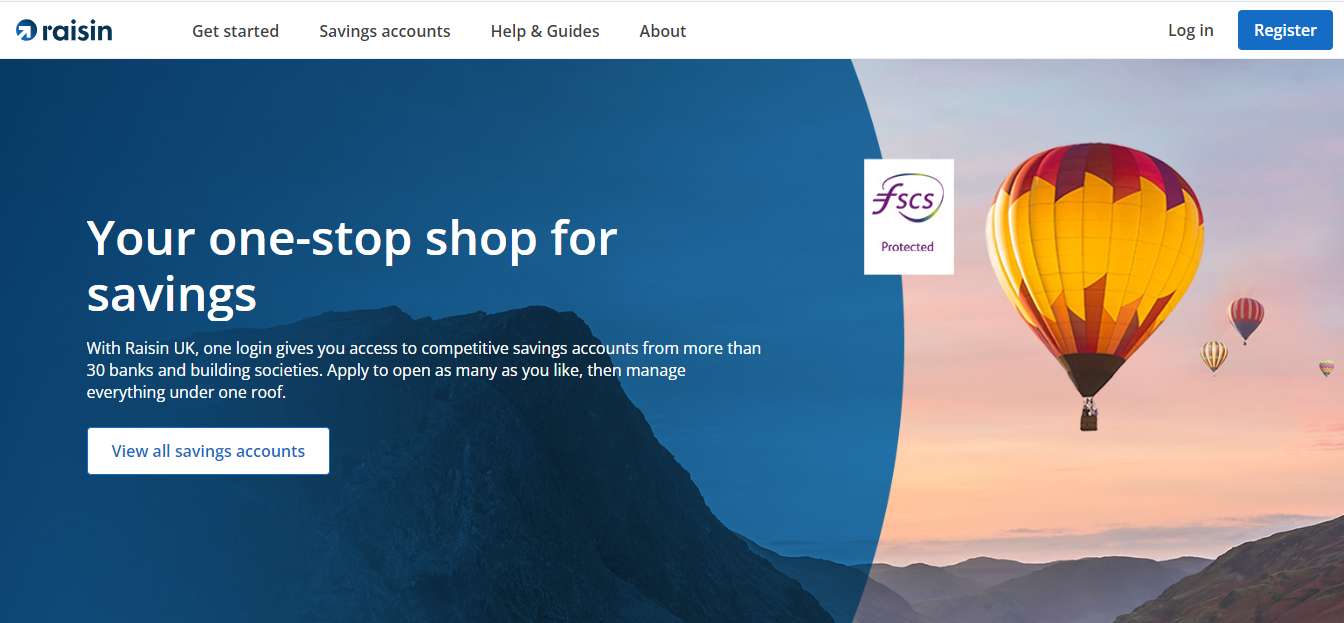 raisin
Get started
Savings accounts
Help & Guides
About
Log in
Register
fscs
Protected
Your one-stop shop for
savings
With Raisin UK, one login gives you access to competitive savings accounts from more than
30 banks and building societies. Apply to open as many as you like, then manage
everything under one roof.
View all savings accounts